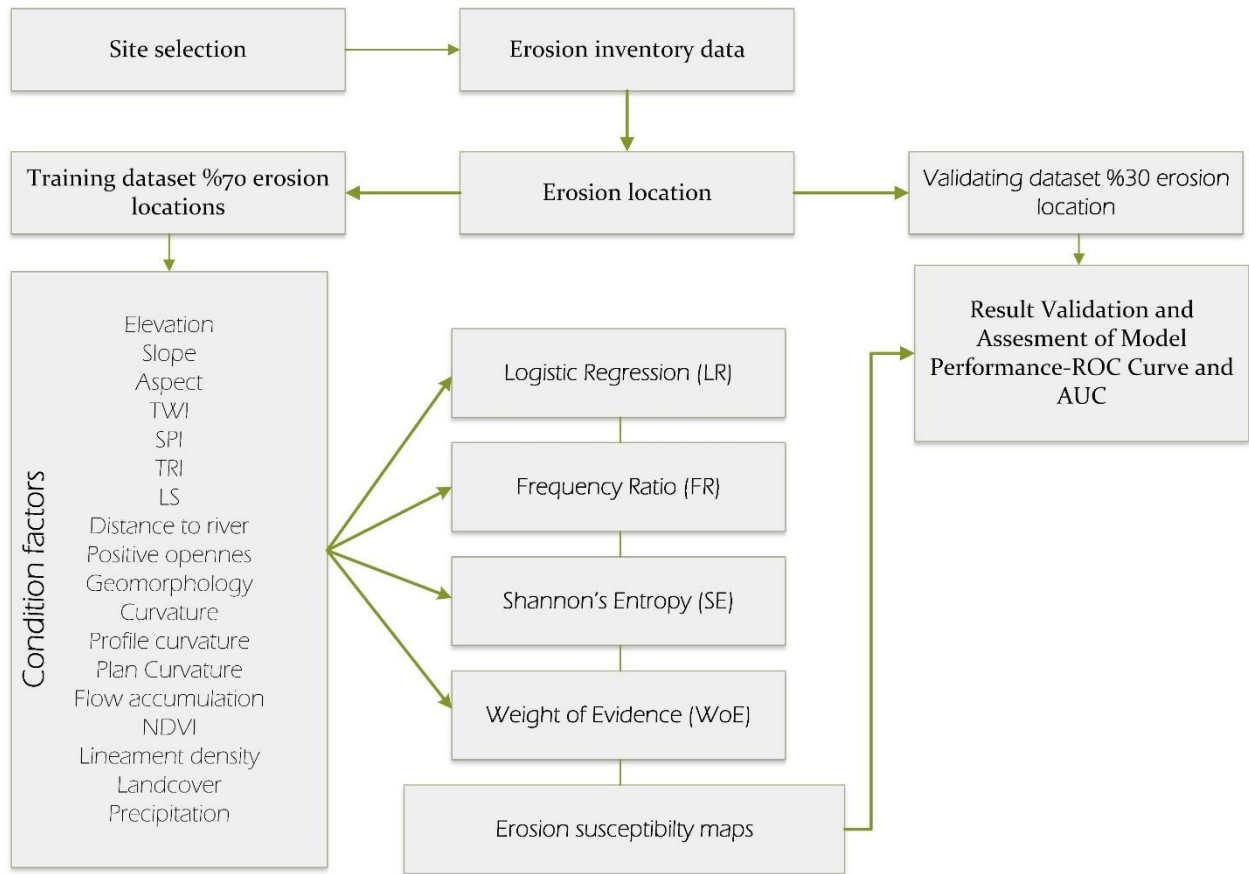 Site selection
Erosion inventory data
Training dataset %70 erosion
locations
Erosion location
Validating dataset %30 erosion
location
Condition factors
Elevation
Slope
Aspect
TWI
SPI
TRI
LS
Distance to river
Positive opennes
Geomorphology
Curvature
Profile curvature
Plan Curvature
Flow accumulation
NDVI
Lineament density
Landcover
Precipitation
Logistic Regression (LR)
Frequency Ratio (FR)
Shannon's Entropy (SE)
Weight of Evidence (WoE)
Erosion susceptibilty maps
Result Validation and
Assesment of Model
Performance-ROC Curve and
AUC